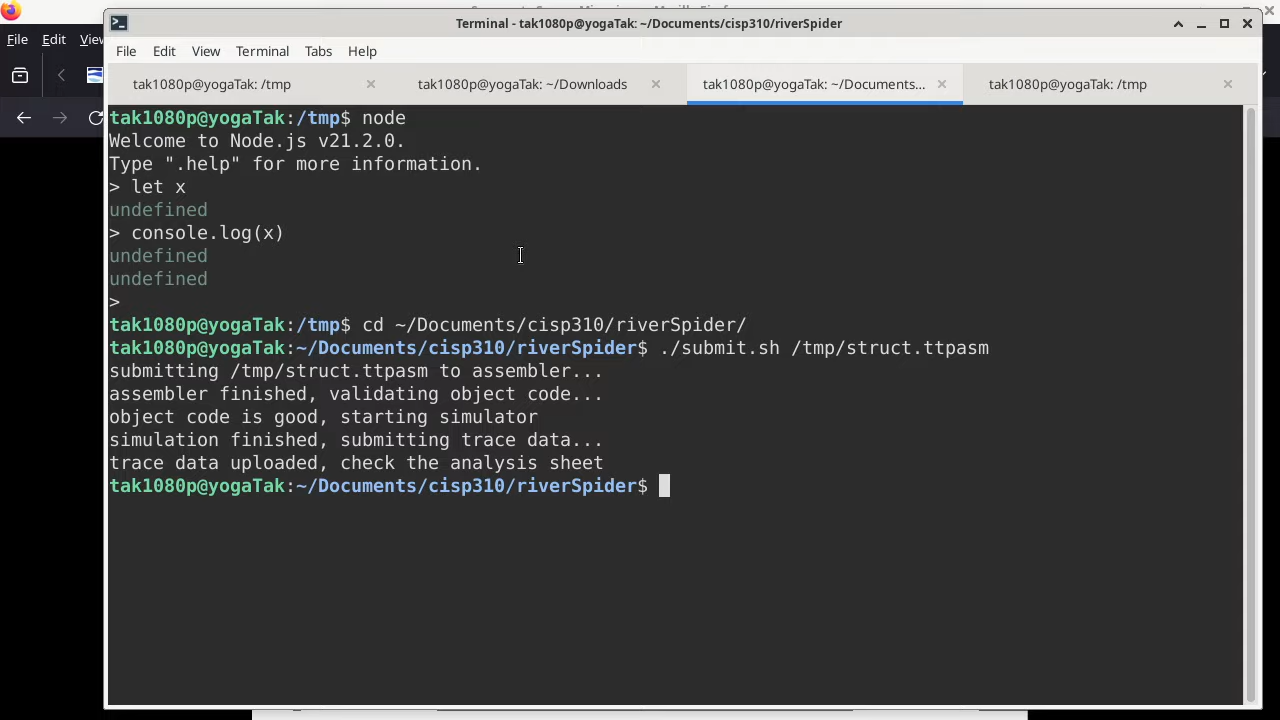 Terminal - tak1080p@yogaTak: ~/Documents/cisp310/riverSpider
File Edit View
File Edit View Terminal Tabs Help
tak1080p@yogaTak: /tmp
tak1080p@yogaTak: ~/Downloads
tak1080p@yogaTak: ~/Documents...
tak1080p@yogaTak: /tmp
tak1080p@yogaTak:/tmp$ node
Welcome to Node.js v21.2.0.
Type ".help" for more information.
> let x
undefined
> console.log(x)
undefined
undefined
>
tak1080p@yogaTak:/tmp$ cd ~/Documents/cisp310/riverSpider/
tak1080p@yogaTak:~/Documents/cisp310/riverSpider$ ./submit.sh /tmp/struct.ttpasm
submitting /tmp/struct.ttpasm to assembler...
assembler finished, validating object code...
object code is good, starting simulator
simulation finished, submitting trace data...
trace data uploaded, check the analysis sheet
tak1080p@yogaTak:~/Documents/cisp310/riverSpider$